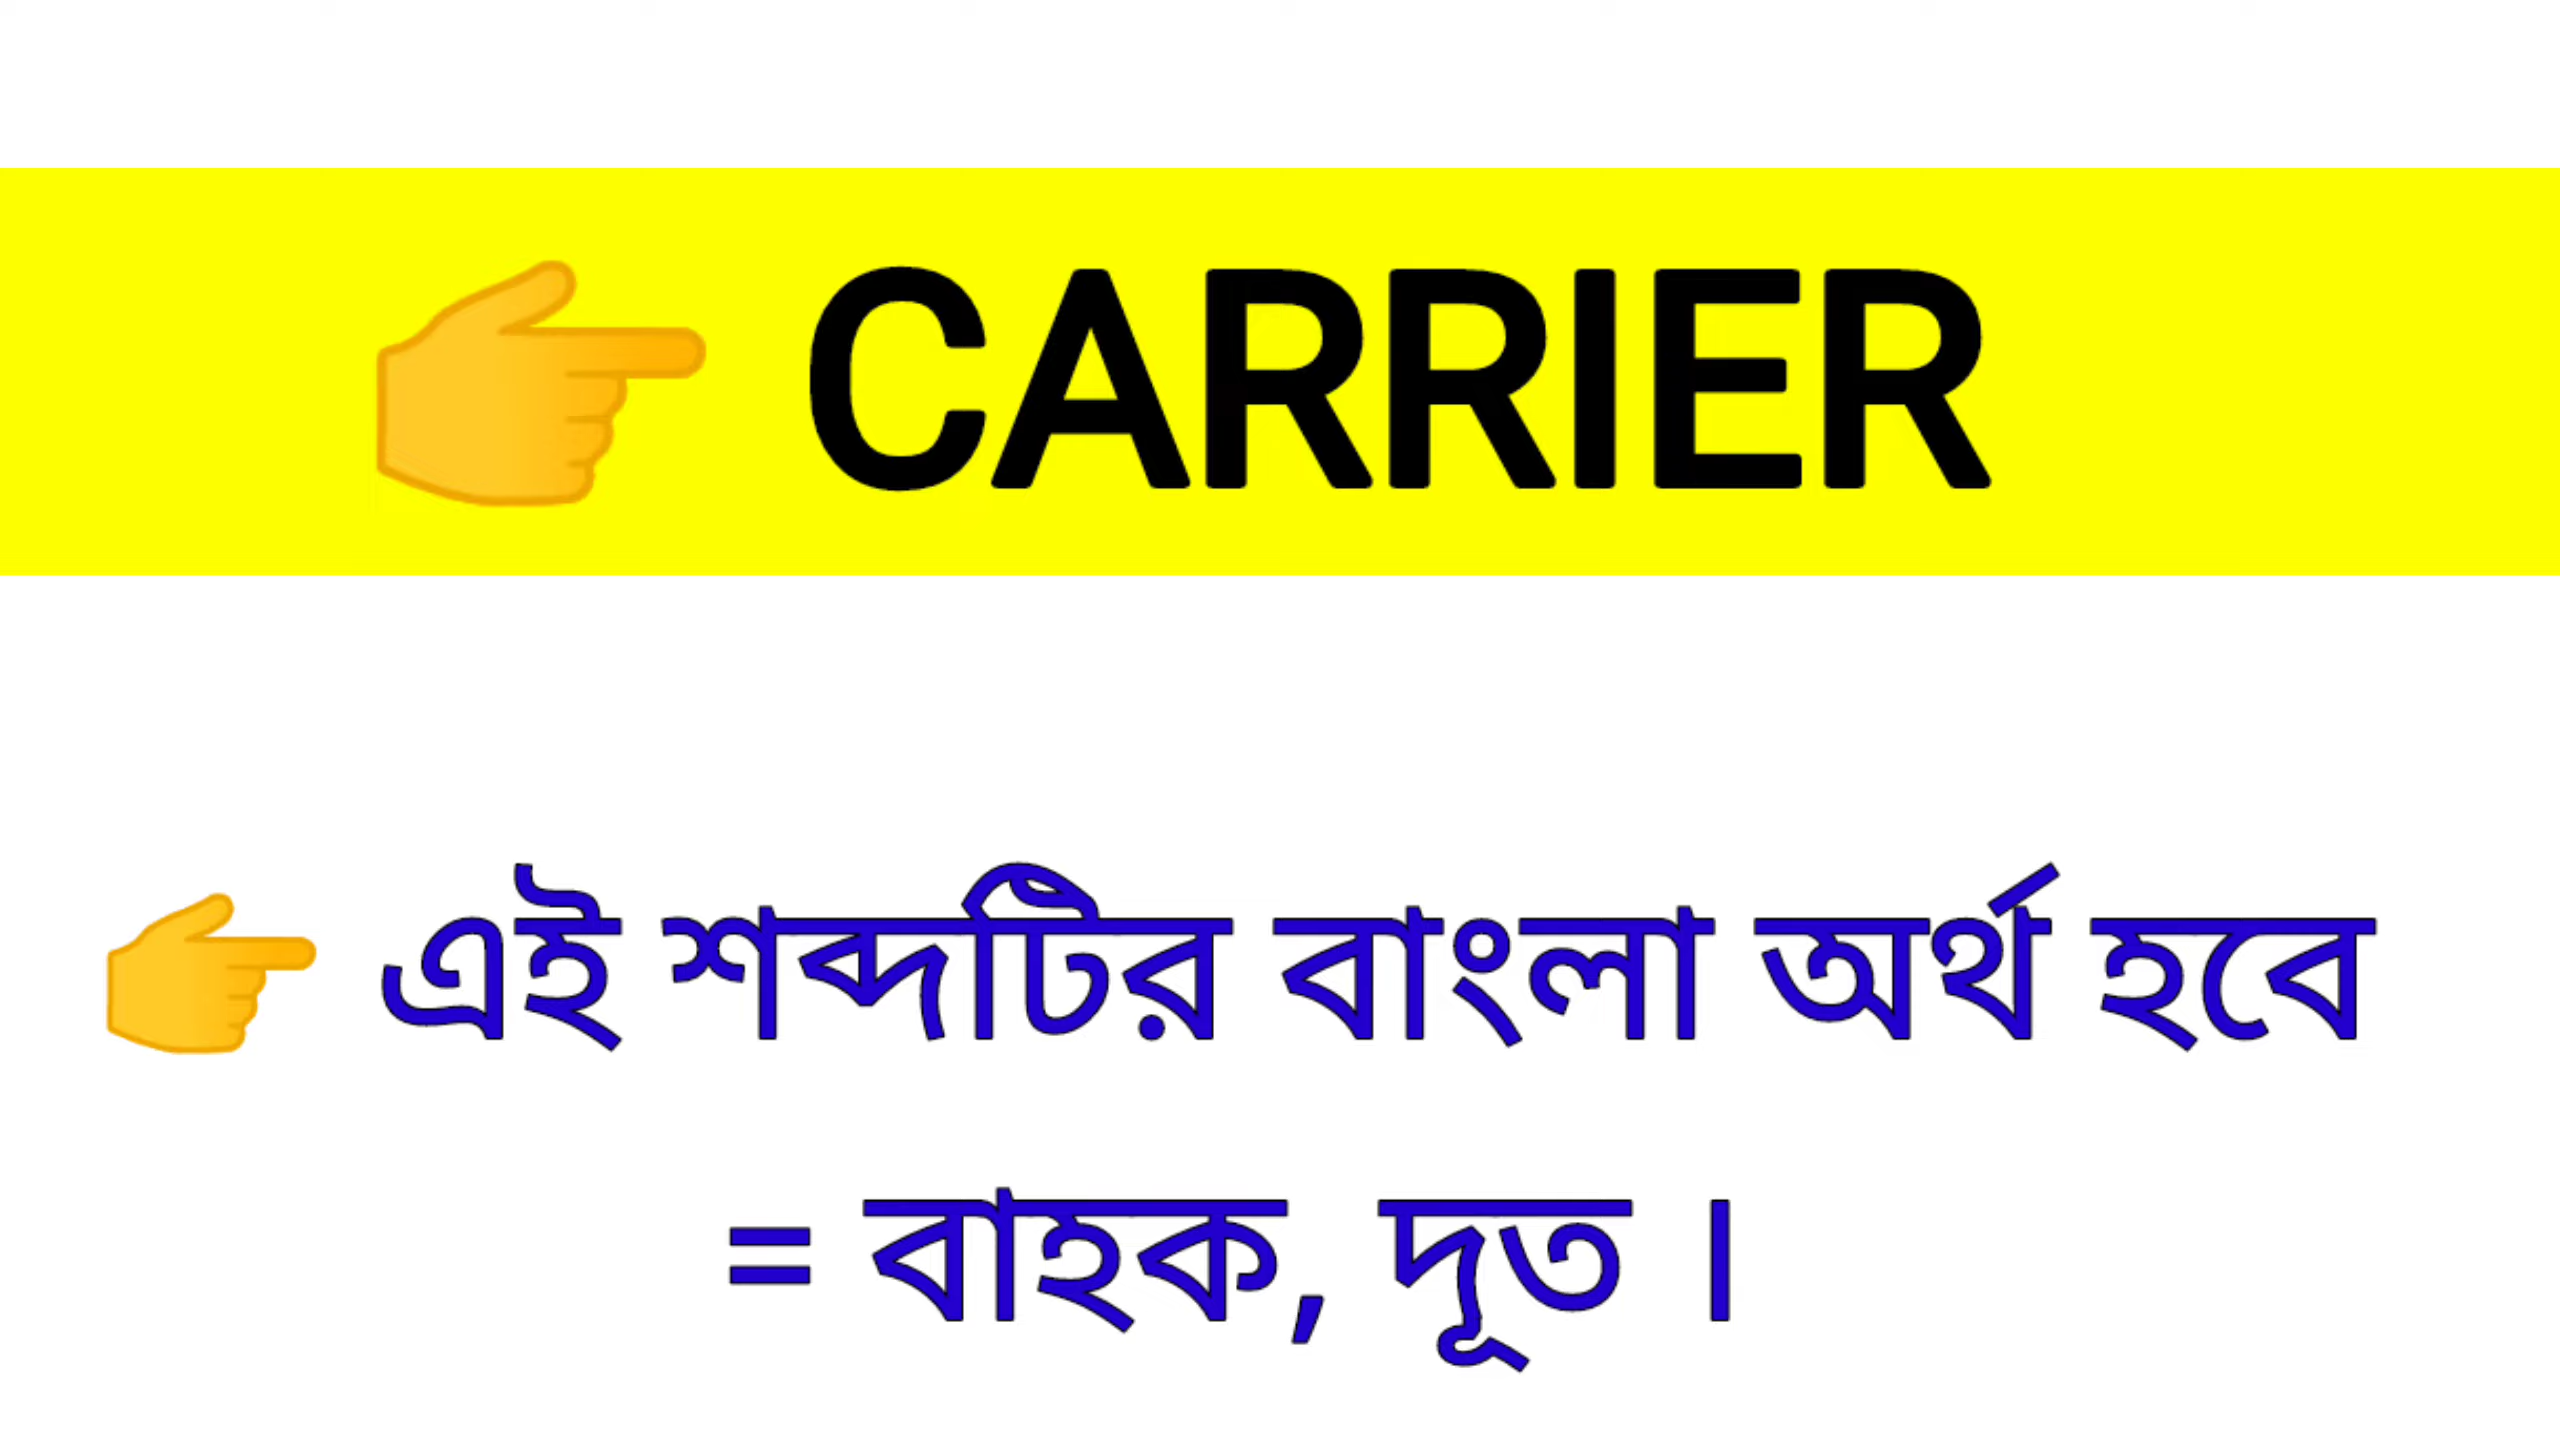 👉 CARRIER
👉 এই শব্দটির বাংলা অর্থ হবে
= বাহক, দূত ।